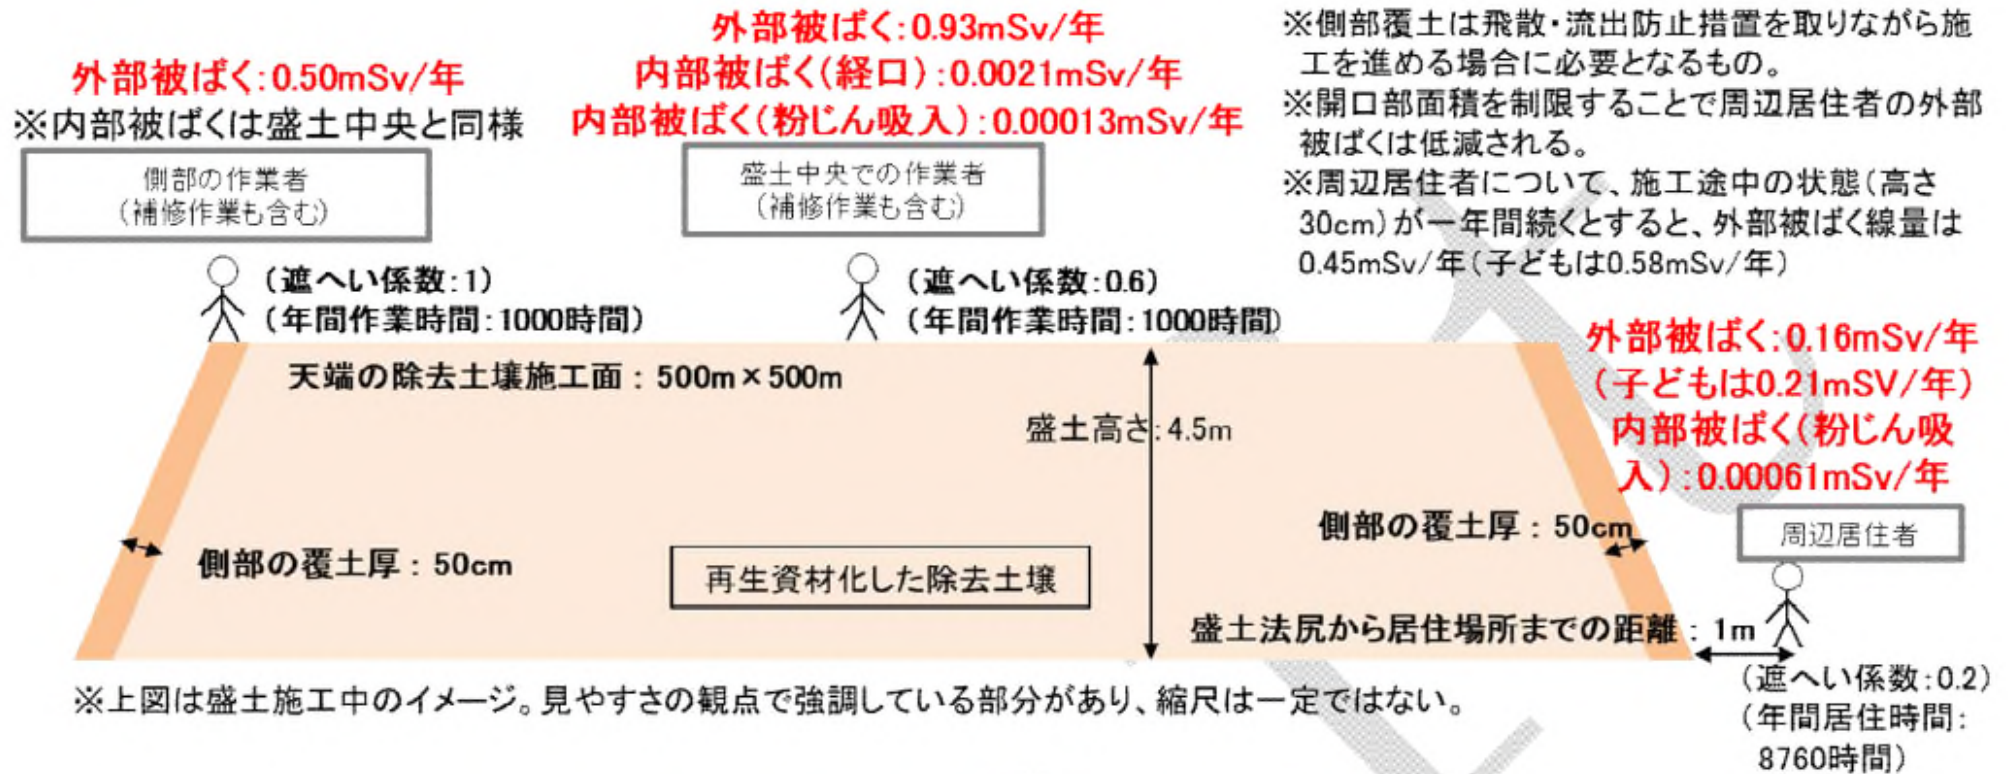 外部被ばく:0.50mSv/年
※内部被ばくは盛土中央と同様
側部の作業者
(補修作業も含む)
(遮へい係数:1)
(年間作業時間:1000時間)
外部被ばく:0.93mSv/年
内部被ばく(経口):0.0021mSv/年
内部被ばく(粉じん吸入):0.00013mSv/年
盛土中央での作業者
(補修作業も含む)
(遮へい係数:0.6)
(年間作業時間:1000時間)
※側部覆土は飛散・流出防止措置を取りながら施
工を進める場合に必要となるもの。
※開口部面積を制限することで周辺居住者の外部
被ばくは低減される。
※周辺居住者について、施工途中の状態(高さ
30cm)が一年間続くとすると、外部被ばく線量は
0.45mSv/年(子どもは0.58mSv/年)
外部被ばく:0.16mSv/年
(子どもは0.21mSV/年)
内部被ばく(粉じん吸
入):0.00061mSv/年
周辺居住者
天端の除去土壌施工面:500m×500m
盛土高さ:4.5m
側部の覆土厚:50cm
側部の覆土厚:50cm
再生資材化した除去土壌
盛土法尻から居住場所までの距離:1m
(遮へい係数:0.2)
(年間居住時間:
8760時間)
※上図は盛土施工中のイメージ。見やすさの観点で強調している部分があり、縮尺は一定ではない。